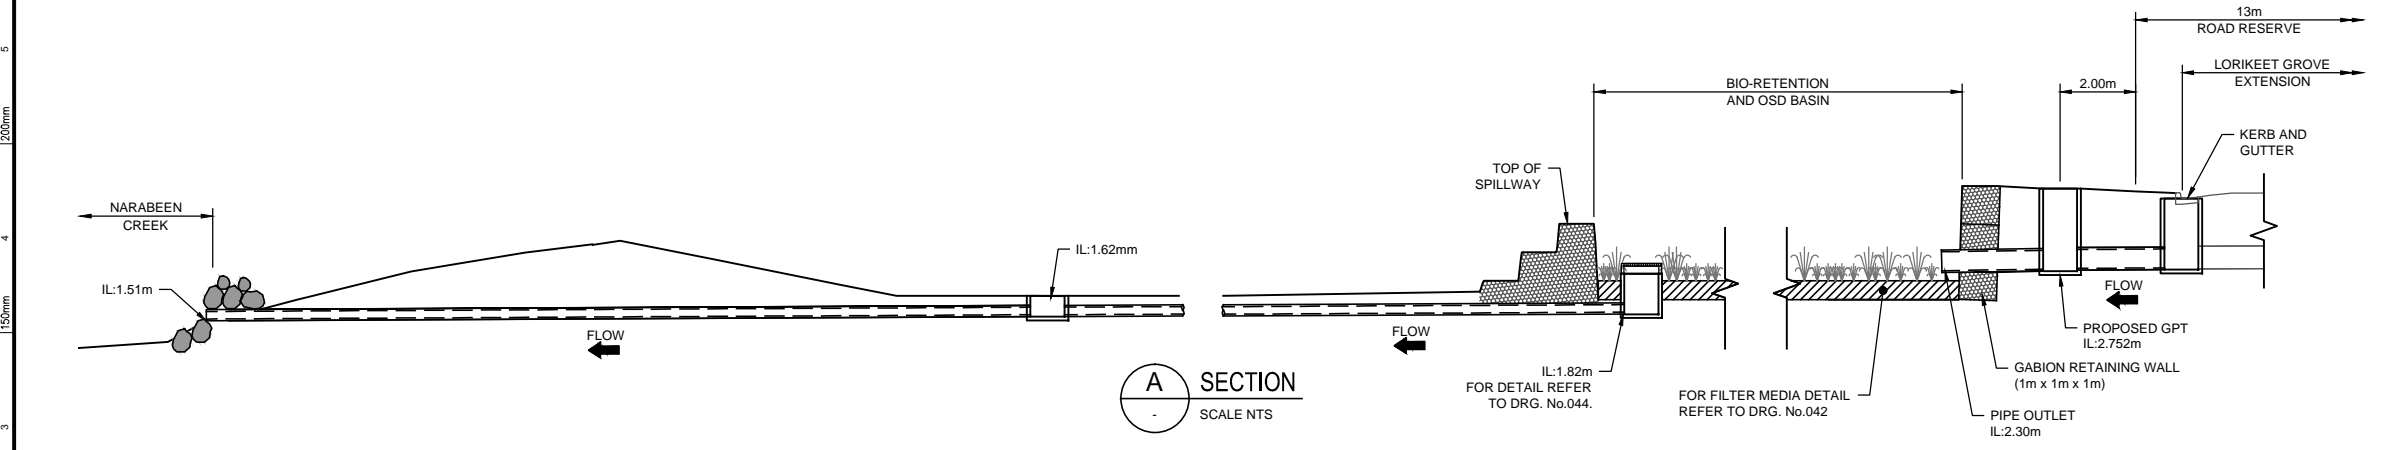 13m
ROAD RESERVE
LORIKEET GROVE
EXTENSION
BIO-RETENTION
AND OSD BASIN
2.00m
KERB AND
GUTTER
TOP OF
SPILLWAY
NARABEEN
CREEK
IL:1.62mm
IL:1.51m
FLOW
FLOW
FLOW
PROPOSED GPT
IL:2.752m
GABION RETAINING WALL
(1m x 1m x 1m)
PIPE OUTLET
IL:2.30m
IL:1.82m
FOR DETAIL REFER
TO DRG. No.044.
FOR FILTER MEDIA DETAIL
REFER TO DRG. No.042
A SECTION
- SCALE NTS
5
200mm
4
150mm
3